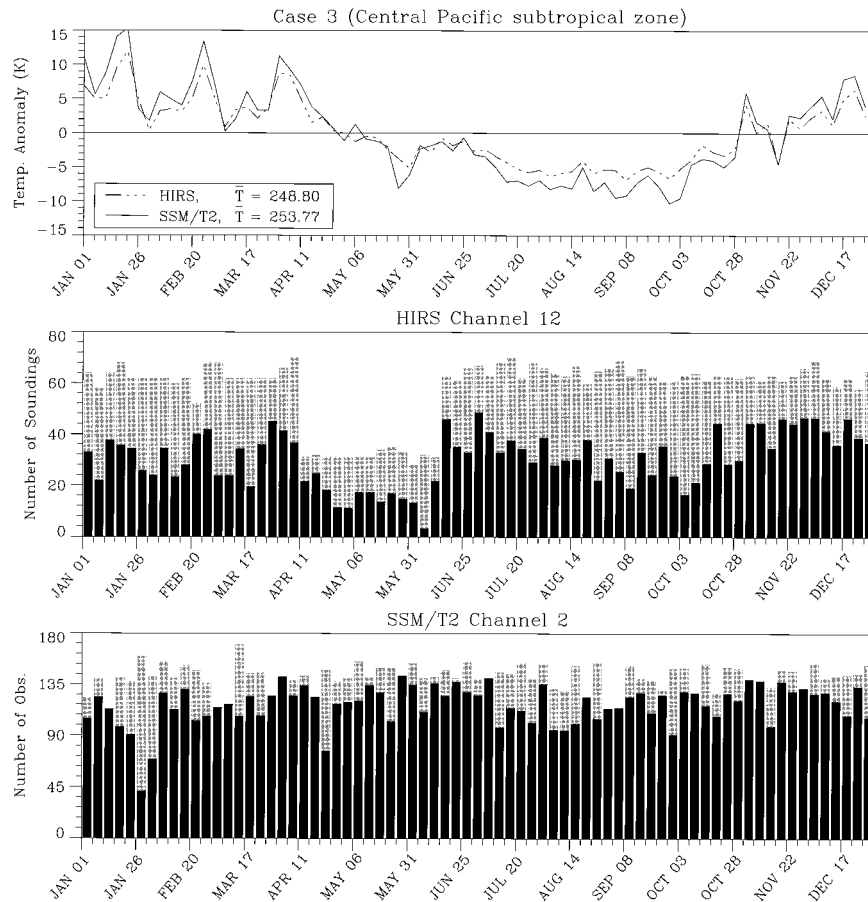 Case 3 (Central Pacific subtropical zone)
Temp. Anomaly (K)
15
10
5
0
-5
-10
-15
HIRS, T̅ = 248.80
SSM/T2, T̅ = 253.77
JAN 01 JAN 26 FEB 20 MAR 17 APR 11 MAY 06 MAY 31 JUN 25 JUL 20 AUG 14 SEP 08 OCT 03 OCT 28 NOV 22 DEC 17
HIRS Channel 12
Number of Soundings
80
60
40
20
0
JAN 01 JAN 26 FEB 20 MAR 17 APR 11 MAY 06 MAY 31 JUN 25 JUL 20 AUG 14 SEP 08 OCT 03 OCT 28 NOV 22 DEC 17
SSM/T2 Channel 2
Number of Obs.
180
135
90
45
0
JAN 01 JAN 26 FEB 20 MAR 17 APR 11 MAY 06 MAY 31 JUN 25 JUL 20 AUG 14 SEP 08 OCT 03 OCT 28 NOV 22 DEC 17